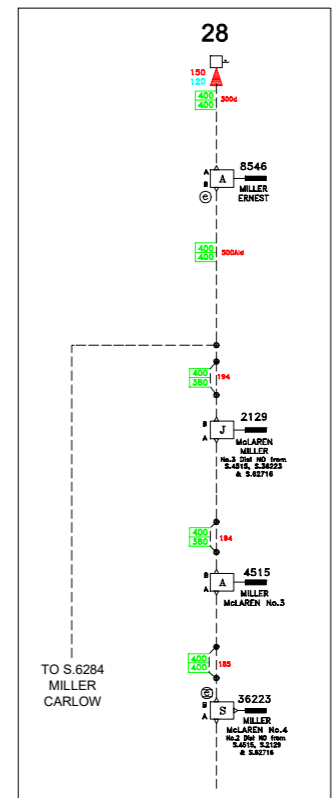 28
150
120
400
400
300d
A
B
A
8546
MILLER
ERNEST
e
400
400
500Ald
400
380
194
B
A
J
2129
McLAREN
MILLER
No.3 Dist NO from
S.4515, S.36223
& S.62716
400
380
194
B
A
A
4515
MILLER
McLAREN No.3
400
400
185
TO S.6284
MILLER
CARLOW
B
A
S
36223
MILLER
McLAREN No.4
No.2 Dist NO from
S.4515, S.2129
& S.62716